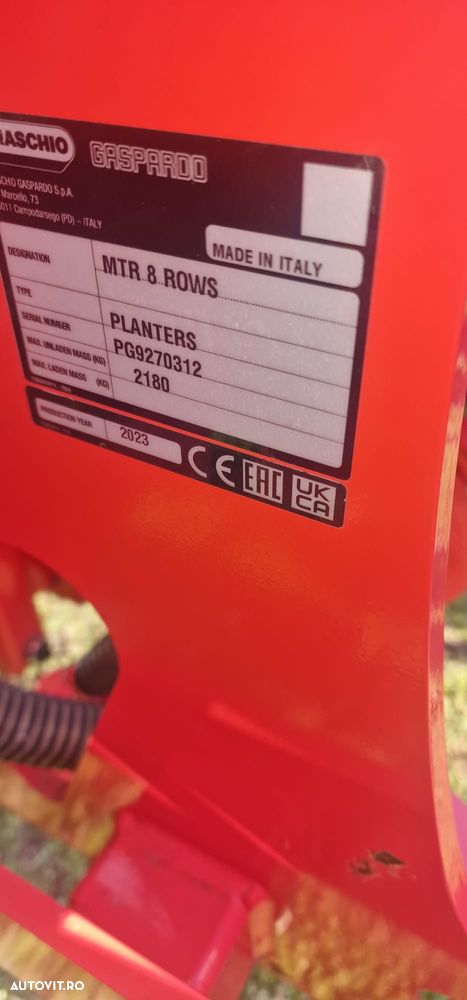 MASCHIO GASPARDO
GASPARDO S.p.A.
Marcello, 73
Campodarsego (PD) – ITALY
MADE IN ITALY
DESIGNATION MTR 8 ROWS
TYPE PLANTERS
SERIAL NUMBER PG9270312
MAX. UNLADEN MASS (KG) 2180
MAX. LADEN MASS (KG)
PRODUCTION YEAR 2023
CE EAC UK
CA
AUTOVIT.RO